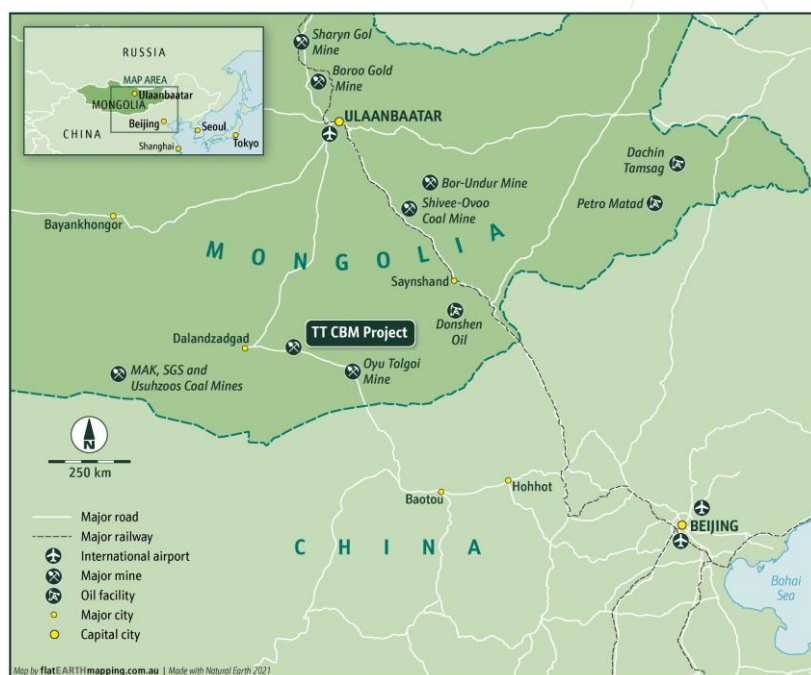 RUSSIA
MAP AREA
Ulaanbaatar
MONGOLIA
Beijing
Seoul
CHINA
Tokyo
Shanghai
Sharyn Gol
Mine
Boroo Gold
Mine
ULAANBAATAR
Dachin
Tamsag
Bor-Undur Mine
Shivee-Ovoo
Coal Mine
Petro Matad
Bayankhongor
MONGOLIA
Saynshand
Donshen
Oil
TT CBM Project
Dalandzadgad
Oyu Tolgoi
Mine
MAK, SGS and
Usuhzoos Coal Mines
N
250 km
Hohhot
Baotou
BEIJING
CHINA
Bohai
Sea
Major road
Major railway
International airport
Major mine
Oil facility
Major city
Capital city
Map by flatEARTHmapping.com.au | Made with Natural Earth 2021